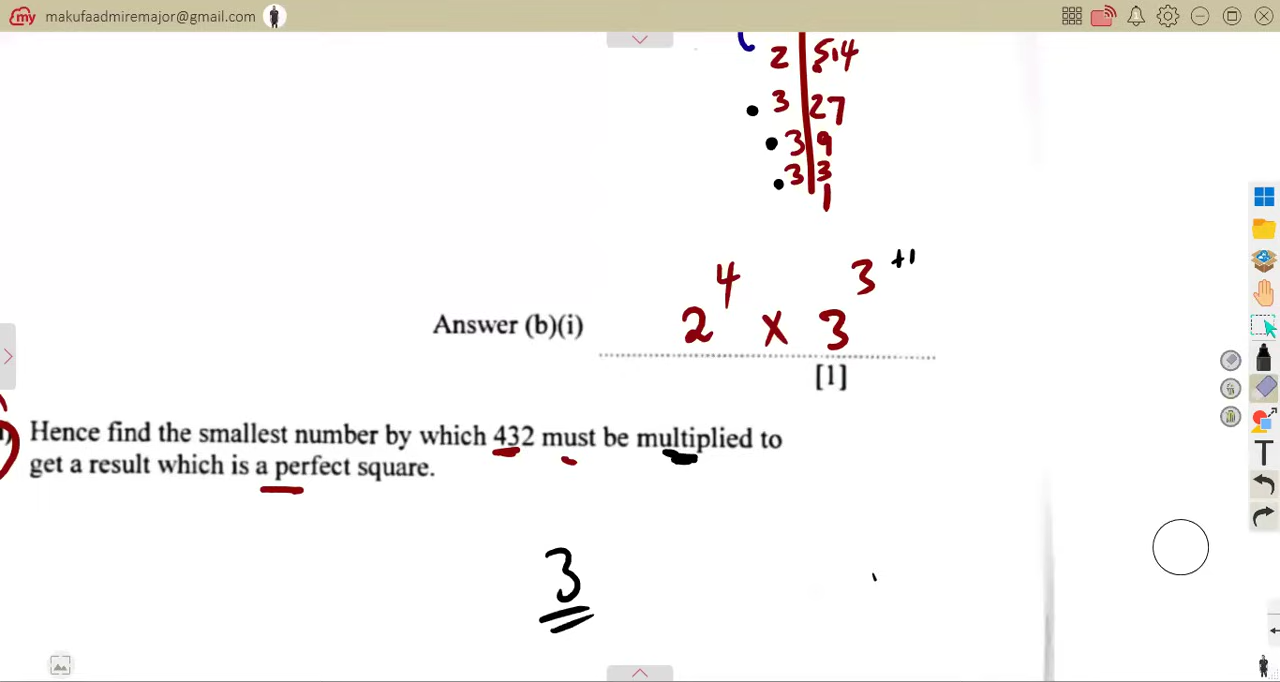 my makufaadmiremajor@gmail.com
2 54
3 27
3 9
3 3
1
2^4 x 3^3 +1
Answer (b)(i)
[1]
Hence find the smallest number by which 432 must be multiplied to
get a result which is a perfect square.
3
T